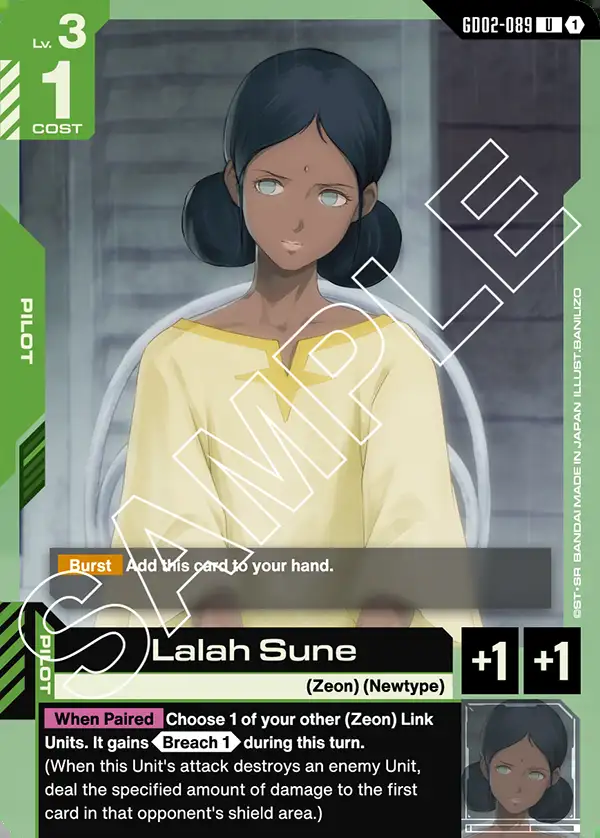 GD02-089 U 1
Lv. 3
1
COST
PILOT
SAMPLE
©ST・SR BANDAI MADE IN JAPAN ILLUST.BANILIZO
Burst Add this card to your hand.
PILOT
Lalah Sune
+1 +1
(Zeon) (Newtype)
When Paired Choose 1 of your other (Zeon) Link
Units. It gains Breach 1 during this turn.
(When this Unit's attack destroys an enemy Unit,
deal the specified amount of damage to the first
card in that opponent's shield area.)